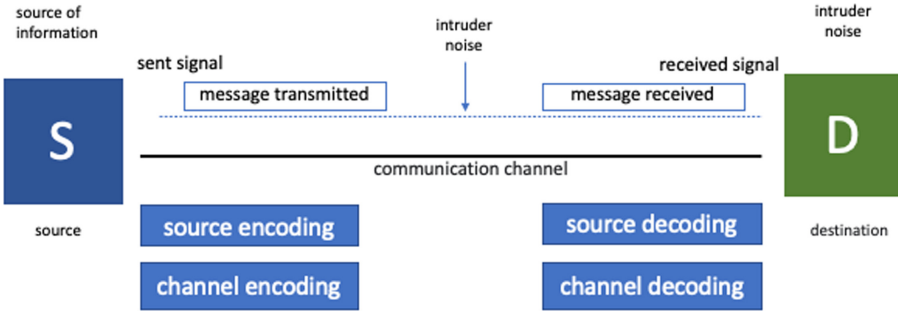 source of
information
intruder
noise
intruder
noise
sent signal
received signal
message transmitted
message received
S
D
communication channel
source
destination
source encoding
source decoding
channel encoding
channel decoding